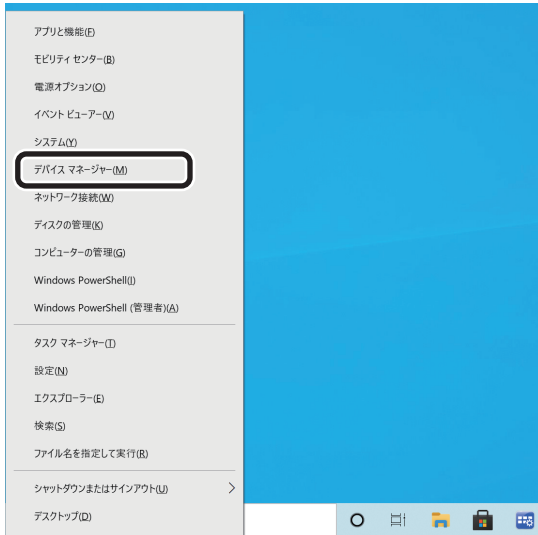 アプリと機能(F)
モビリティ センター(B)
電源オプション(O)
イベント ビューアー(V)
システム(Y)
デバイス マネージャー(M)
ネットワーク接続(W)
ディスクの管理(K)
コンピューターの管理(G)
Windows PowerShell(I)
Windows PowerShell (管理者)(A)
タスク マネージャー(T)
設定(N)
エクスプローラー(E)
検索(S)
ファイル名を指定して実行(R)
シャットダウンまたはサインアウト(U)
デスクトップ(D)